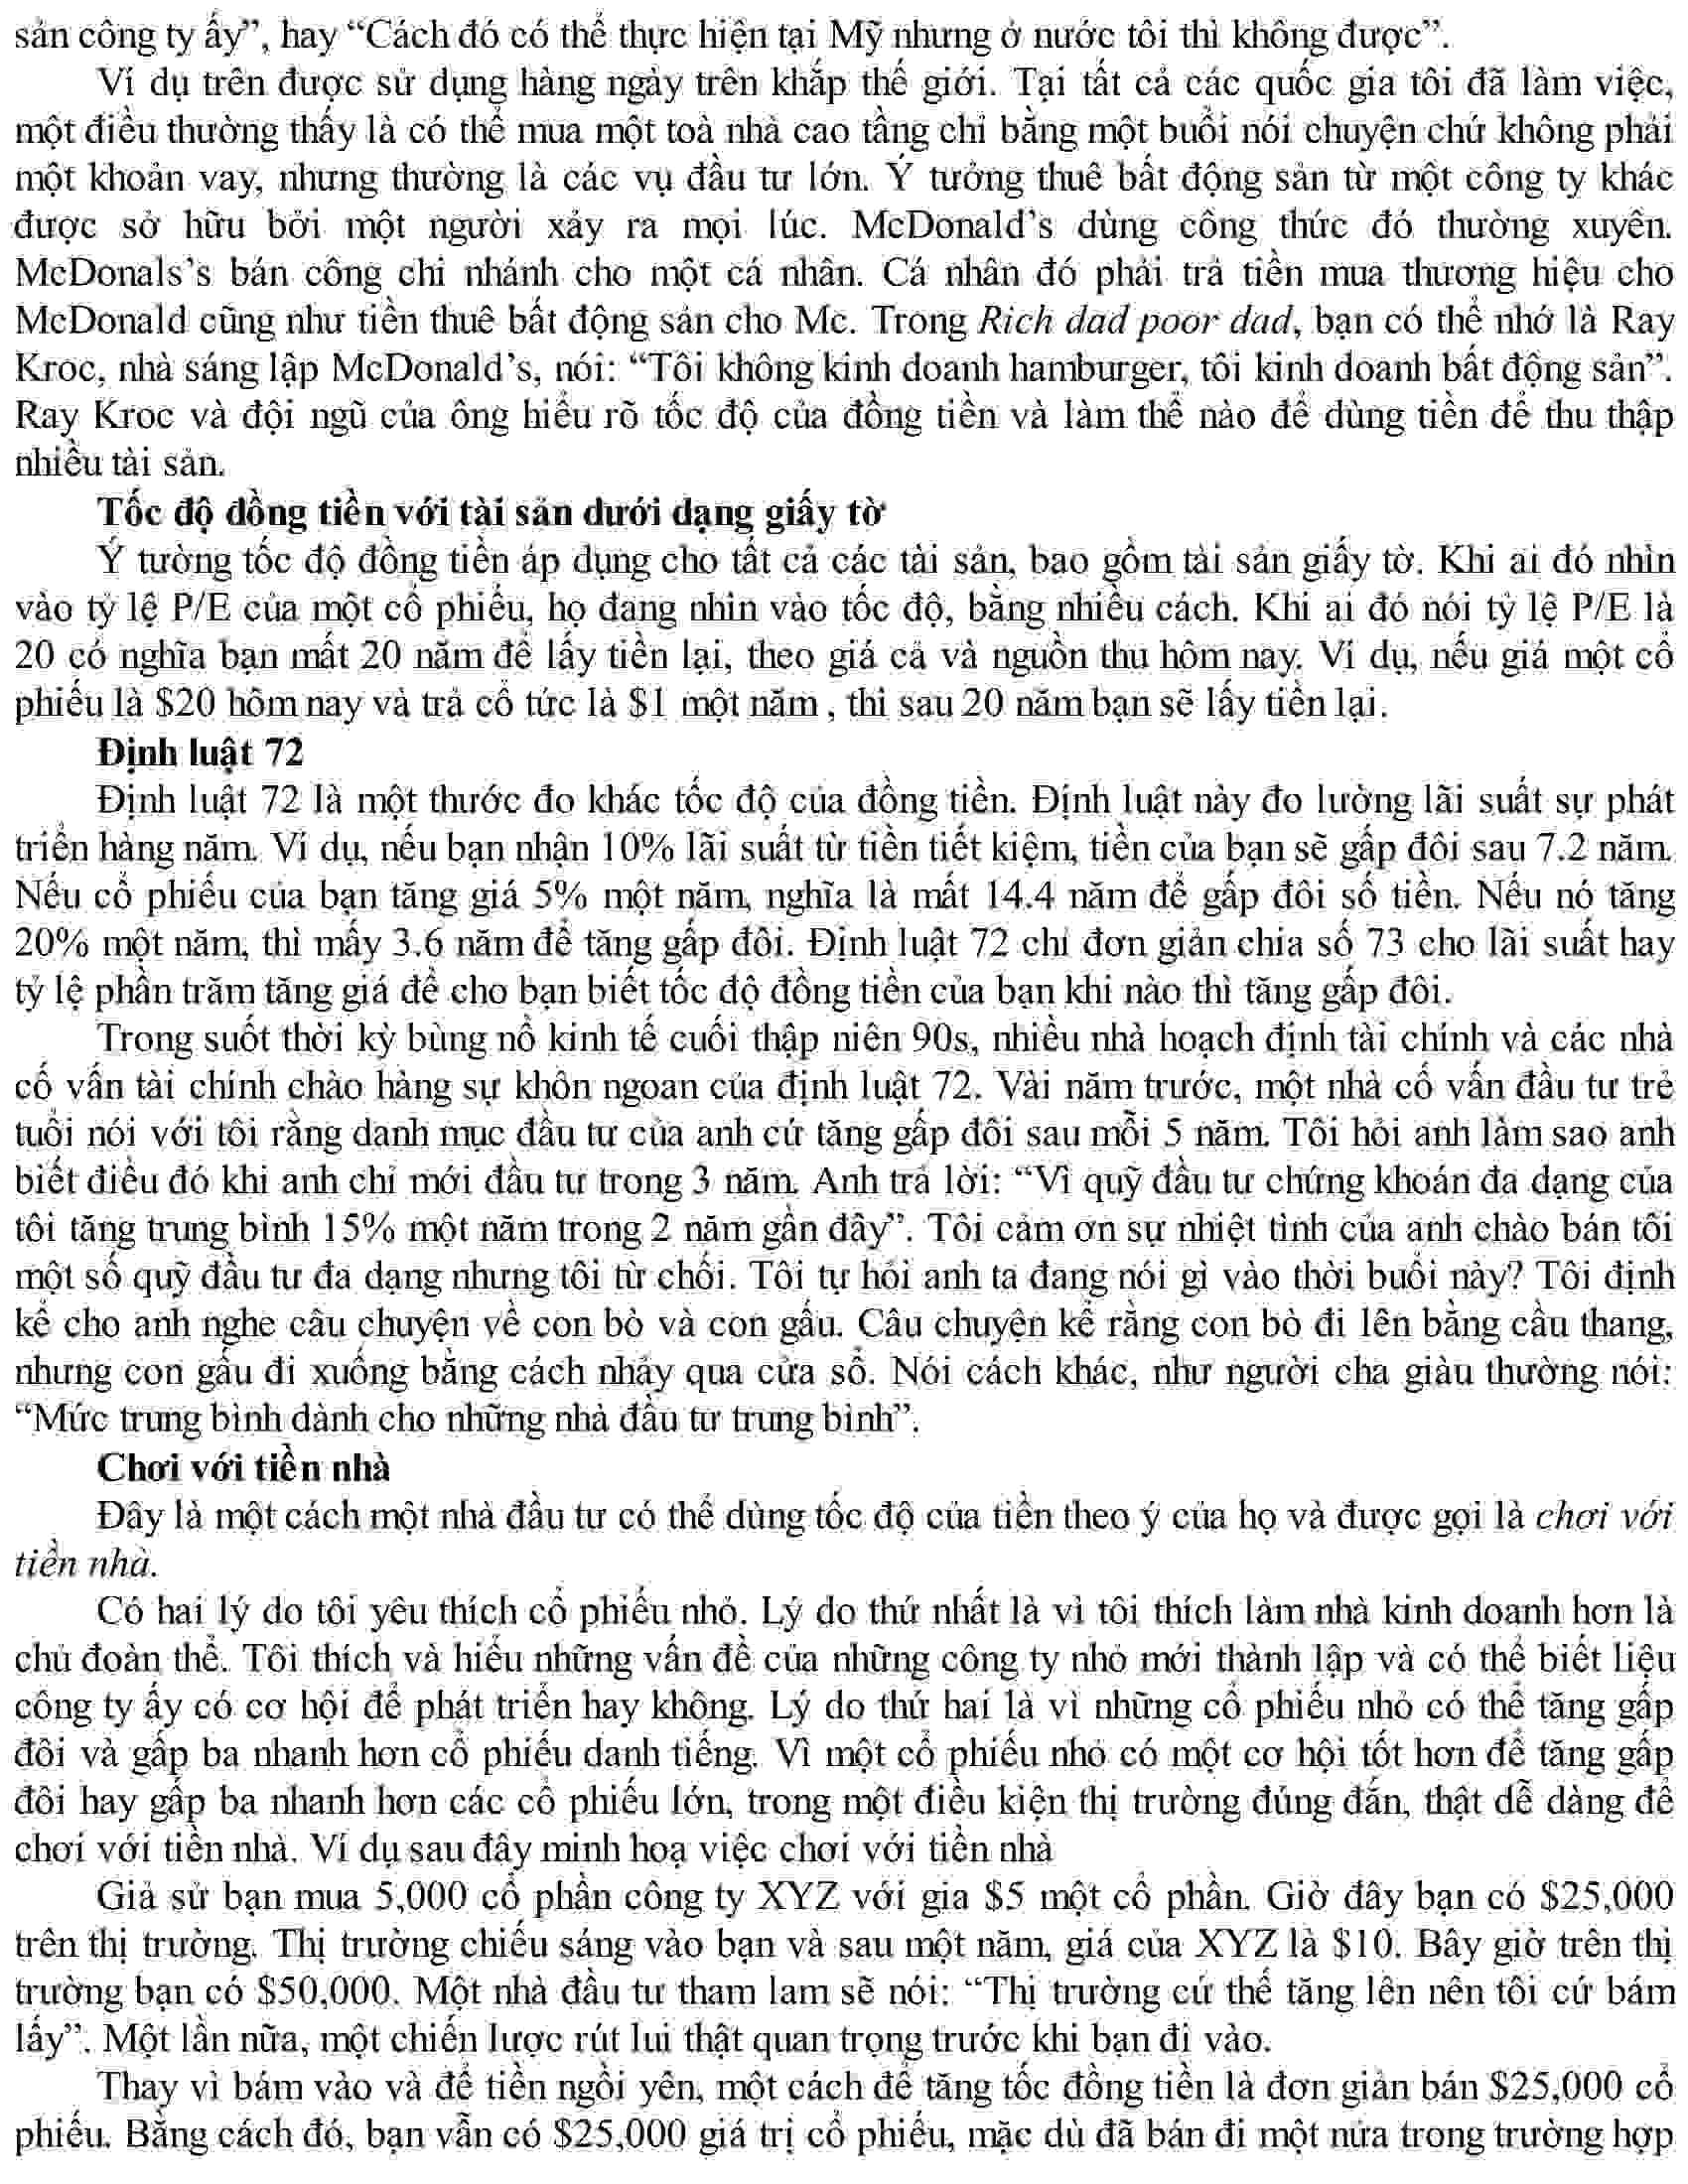 sản công ty ấy”, hay “Cách đó có thể thực hiện tại Mỹ nhưng ở nước tôi thì không được”.
Ví dụ trên được sử dụng hàng ngày trên khắp thế giới. Tại tất cả các quốc gia tôi đã làm việc,
một điều thường thấy là có thể mua một toà nhà cao tầng chỉ bằng một buổi nói chuyện chứ không phải
một khoản vay, nhưng thường là các vụ đầu tư lớn. Ý tưởng thuê bất động sản từ một công ty khác
được sở hữu bởi một người xảy ra mọi lúc. McDonald’s dùng công thức đó thường xuyên.
McDonals’s bán công chi nhánh cho một cá nhân. Cá nhân đó phải trả tiền mua thương hiệu cho
McDonald cũng như tiền thuê bất động sản cho Mc. Trong Rich dad poor dad, bạn có thể nhớ là Ray
Kroc, nhà sáng lập McDonald’s, nói: “Tôi không kinh doanh hamburger, tôi kinh doanh bất động sản”.
Ray Kroc và đội ngũ của ông hiểu rõ tốc độ của đồng tiền và làm thế nào để dùng tiền để thu thập
nhiều tài sản.
Tốc độ đồng tiền với tài sản dưới dạng giấy tờ
Ý tường tốc độ đồng tiền áp dụng cho tất cả các tài sản, bao gồm tài sản giấy tờ. Khi ai đó nhìn
vào tỷ lệ P/E của một cổ phiếu, họ đang nhìn vào tốc độ, bằng nhiều cách. Khi ai đó nói tỷ lệ P/E là
20 có nghĩa bạn mất 20 năm để lấy tiền lại, theo giá cả và nguồn thu hôm nay. Ví dụ, nếu giá một cổ
phiếu là $20 hôm nay và trả cổ tức là $1 một năm , thì sau 20 năm bạn sẽ lấy tiền lại.
Định luật 72
Định luật 72 là một thước đo khác tốc độ của đồng tiền. Định luật này đo lường lãi suất sự phát
triển hàng năm. Ví dụ, nếu bạn nhận 10% lãi suất từ tiền tiết kiệm, tiền của bạn sẽ gấp đôi sau 7.2 năm.
Nếu cổ phiếu của bạn tăng giá 5% một năm, nghĩa là mất 14.4 năm để gấp đôi số tiền. Nếu nó tăng
20% một năm, thì mấy 3.6 năm để tăng gấp đôi. Định luật 72 chỉ đơn giản chia số 73 cho lãi suất hay
tỷ lệ phần trăm tăng giá để cho bạn biết tốc độ đồng tiền của bạn khi nào thì tăng gấp đôi.
Trong suốt thời kỳ bùng nổ kinh tế cuối thập niên 90s, nhiều nhà hoạch định tài chính và các nhà
cố vấn tài chính chào hàng sự khôn ngoan của định luật 72. Vài năm trước, một nhà cố vấn đầu tư trẻ
tuổi nói với tôi rằng danh mục đầu tư của anh cứ tăng gấp đôi sau mỗi 5 năm. Tôi hỏi anh làm sao anh
biết điều đó khi anh chỉ mới đầu tư trong 3 năm. Anh trả lời: “Vì quỹ đầu tư chứng khoán đa dạng của
tôi tăng trung bình 15% một năm trong 2 năm gần đây”. Tôi cảm ơn sự nhiệt tình của anh chào bán tôi
một số quỹ đầu tư đa dạng nhưng tôi từ chối. Tôi tự hỏi anh ta đang nói gì vào thời buổi này? Tôi định
kể cho anh nghe câu chuyện về con bò và con gấu. Câu chuyện kể rằng con bò đi lên bằng cầu thang,
nhưng con gấu đi xuống bằng cách nhảy qua cửa sổ. Nói cách khác, như người cha giàu thường nói:
“Mức trung bình dành cho những nhà đầu tư trung bình”.
Chơi với tiền nhà
Đây là một cách một nhà đầu tư có thể dùng tốc độ của tiền theo ý của họ và được gọi là chơi với
tiền nhà.
Có hai lý do tôi yêu thích cổ phiếu nhỏ. Lý do thứ nhất là vì tôi thích làm nhà kinh doanh hơn là
chủ đoàn thể. Tôi thích và hiểu những vấn đề của những công ty nhỏ mới thành lập và có thể biết liệu
công ty ấy có cơ hội để phát triển hay không. Lý do thứ hai là vì những cổ phiếu nhỏ có thể tăng gấp
đôi và gấp ba nhanh hơn cổ phiếu danh tiếng. Vì một cổ phiếu nhỏ có một cơ hội tốt hơn để tăng gấp
đôi hay gấp ba nhanh hơn các cổ phiếu lớn, trong một điều kiện thị trường đúng đắn, thật dễ dàng để
chơi với tiền nhà. Ví dụ sau đây minh hoạ việc chơi với tiền nhà
Giả sử bạn mua 5,000 cổ phần công ty XYZ với gia $5 một cổ phần. Giờ đây bạn có $25,000
trên thị trường. Thị trường chiếu sáng vào bạn và sau một năm, giá của XYZ là $10. Bây giờ trên thị
trường bạn có $50,000. Một nhà đầu tư tham lam sẽ nói: “Thị trường cứ thế tăng lên nên tôi cứ bám
lấy”. Một lần nữa, một chiến lược rút lui thật quan trọng trước khi bạn đi vào.
Thay vì bám vào và để tiền ngồi yên, một cách để tăng tốc đồng tiền là đơn giản bán $25,000 cổ
phiếu. Bằng cách đó, bạn vẫn có $25,000 giá trị cổ phiếu, mặc dù đã bán đi một nửa trong trường hợp